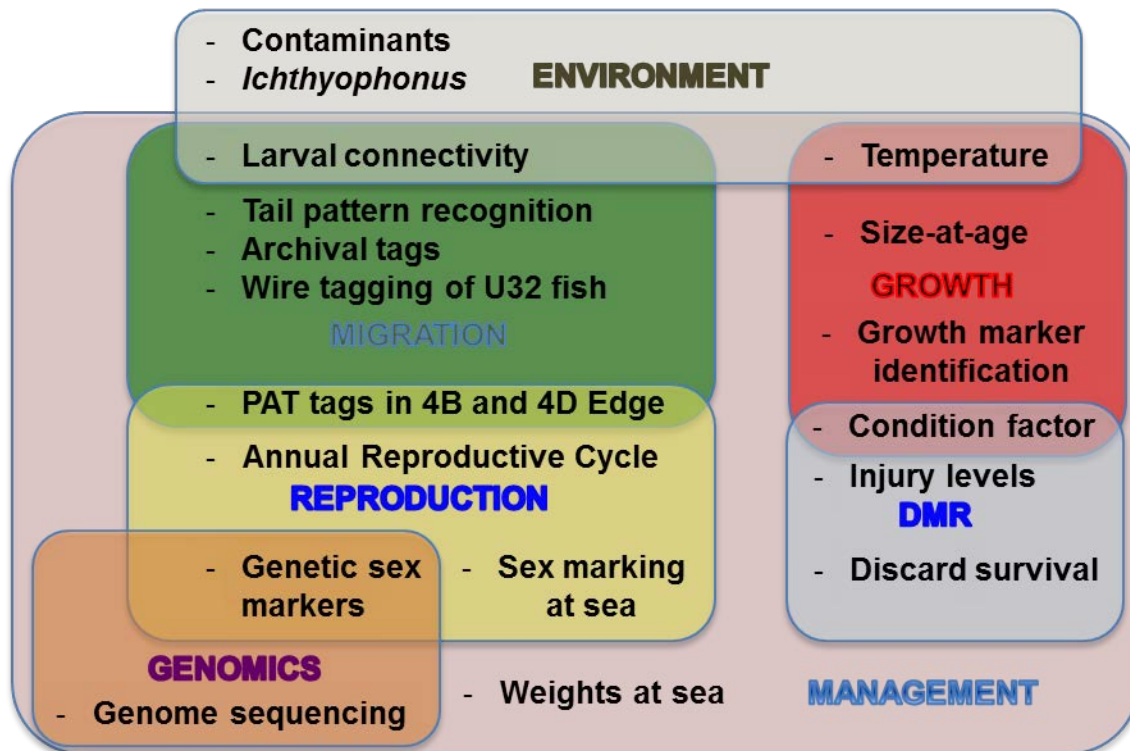 - Contaminants
- Ichthyophonus
ENVIRONMENT
- Larval connectivity
- Temperature
- Tail pattern recognition
- Archival tags
- Wire tagging of U32 fish
MIGRATION
- Size-at-age
GROWTH
- Growth marker
identification
- PAT tags in 4B and 4D Edge
- Condition factor
- Annual Reproductive Cycle
REPRODUCTION
- Injury levels
DMR
- Genetic sex
markers
- Sex marking
at sea
- Discard survival
GENOMICS
- Genome sequencing
- Weights at sea
MANAGEMENT